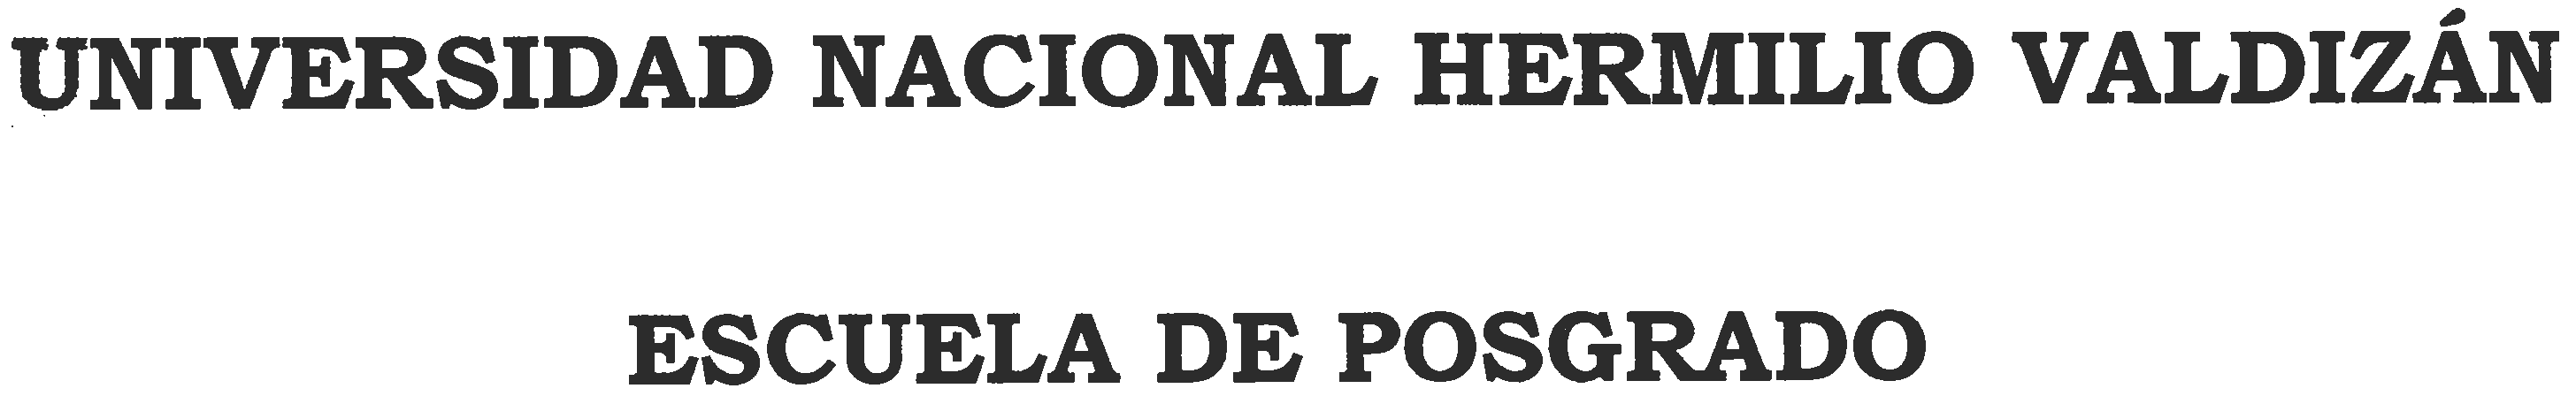 UNIVERSIDAD NACIONAL HERMILIO VALDIZÁN
ESCUELA DE POSGRADO